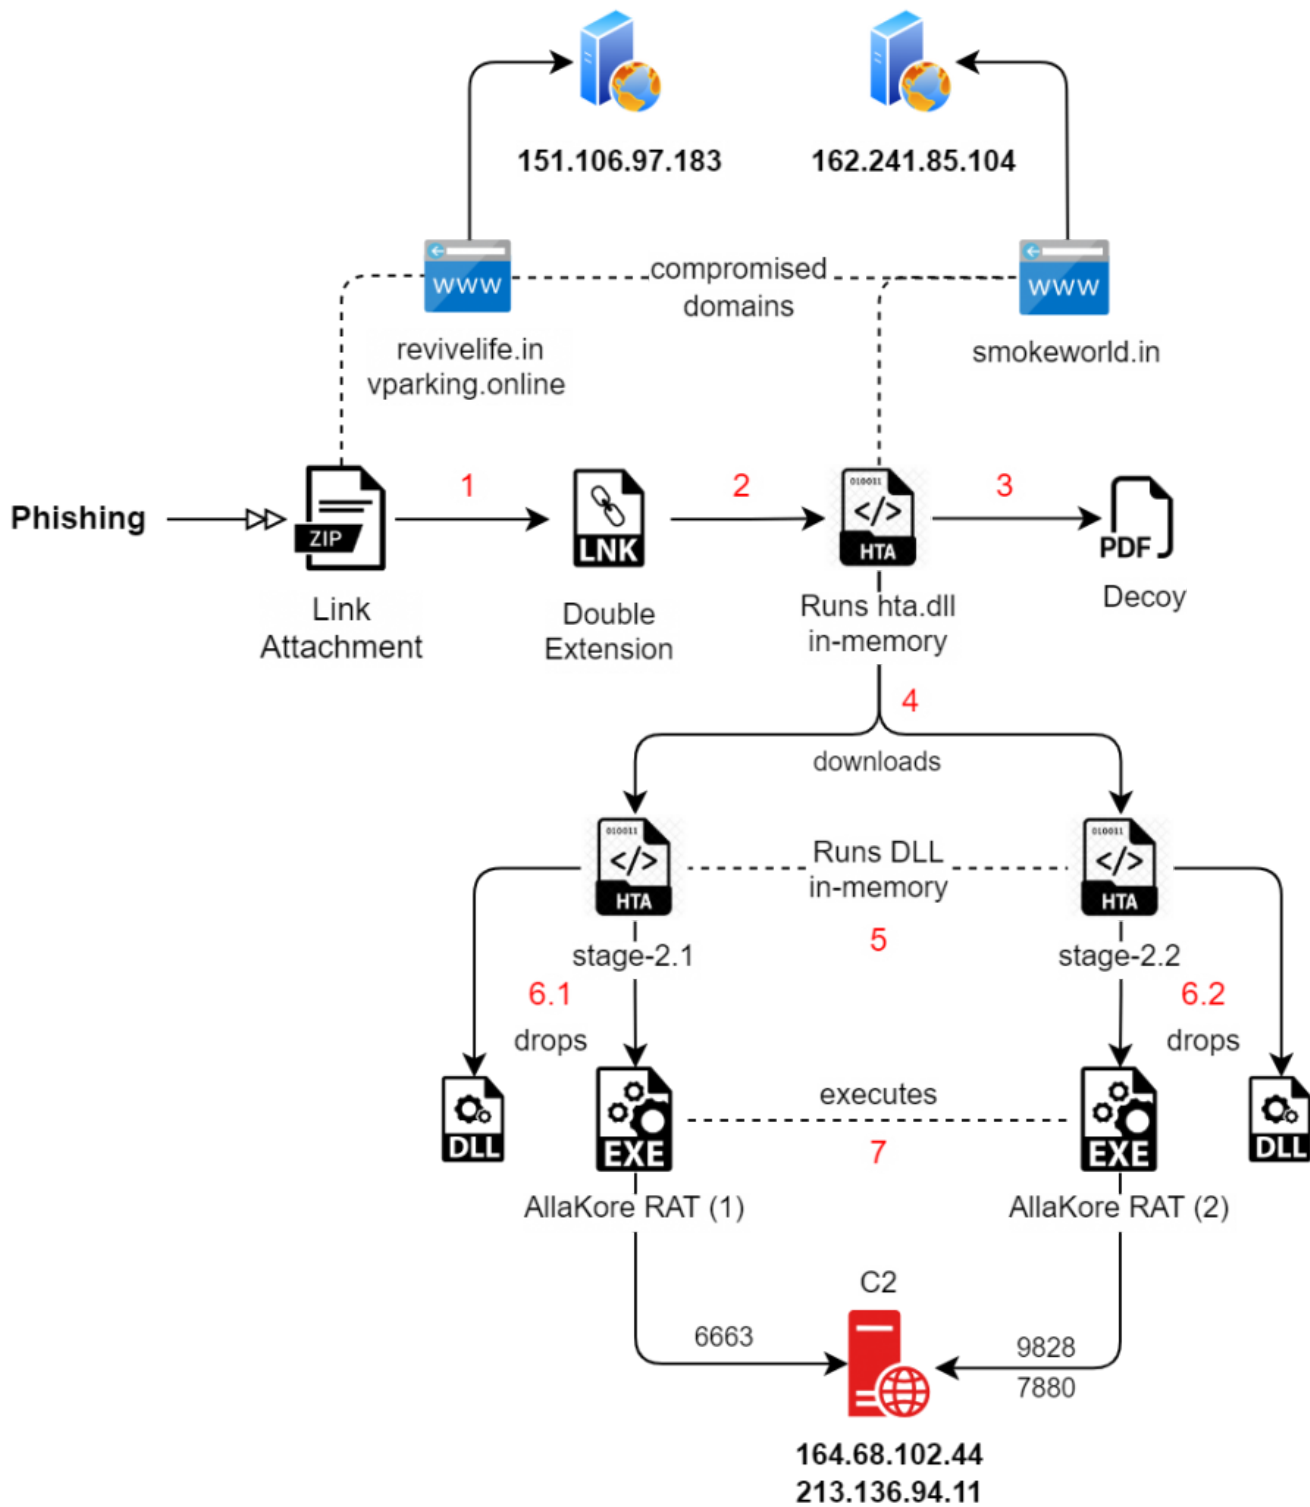 151.106.97.183
162.241.85.104
www
www
compromised
domains
revivelife.in
vparking.online
smokeworld.in
Phishing
ZIP
Link
Attachment
1
LNK
Double
Extension
2
010011
</>
HTA
Runs hta.dll
in-memory
3
PDF
Decoy
4
downloads
010011
</>
HTA
stage-2.1
Runs DLL
in-memory
5
010011
</>
HTA
stage-2.2
6.1
drops
6.2
drops
DLL
EXE
AllaKore RAT (1)
executes
7
EXE
AllaKore RAT (2)
DLL
C2
6663
9828
7880
164.68.102.44
213.136.94.11